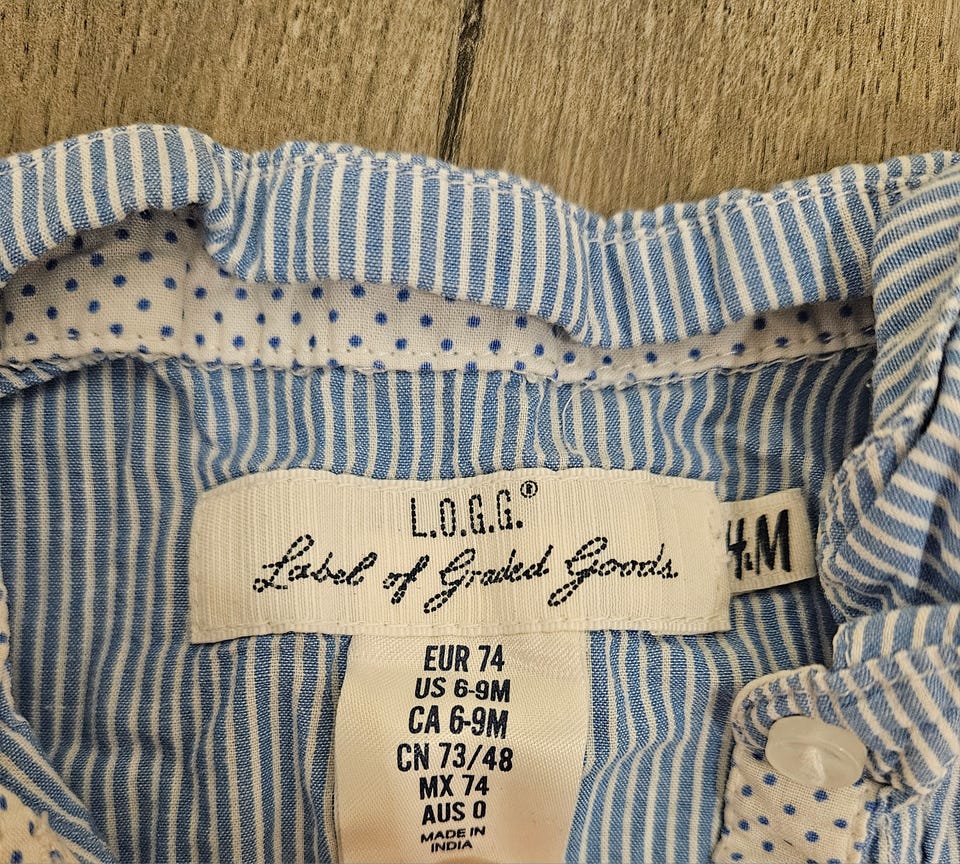 L.O.G.G.®
Label of Graded Goods.
H&M
EUR 74
US 6-9M
CA 6-9M
CN 73/48
MX 74
AUS 0
MADE IN
INDIA